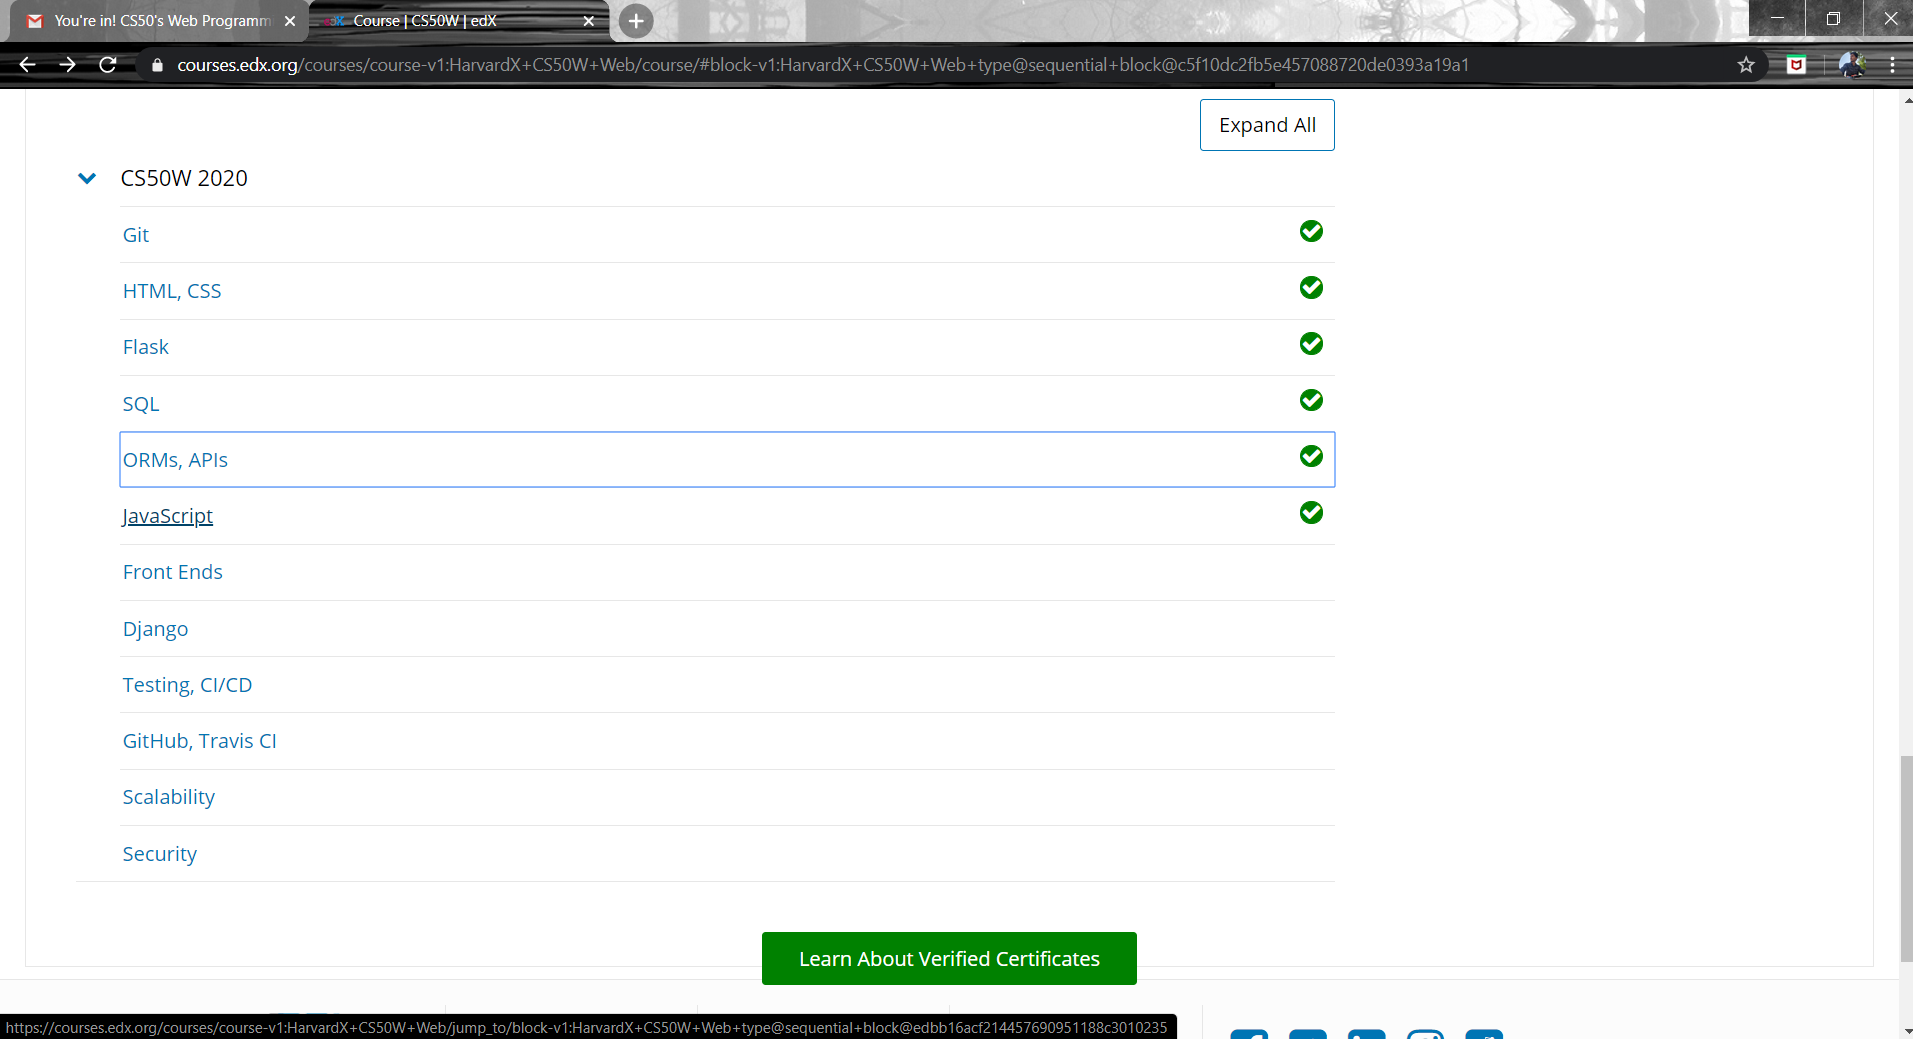 You're in! CS50's Web Programm
Course | CS50W | edX
courses.edx.org/courses/course-v1:HarvardX+CS50W+Web/course/#block-v1:HarvardX+CS50W+Web+type@sequential+block@c5f10dc2fb5e457088720de0393a19a1
Expand All
CS50W 2020
Git
HTML, CSS
Flask
SQL
ORMs, APIs
JavaScript
Front Ends
Django
Testing, CI/CD
GitHub, Travis CI
Scalability
Security
Learn About Verified Certificates
https://courses.edx.org/courses/course-v1:HarvardX+CS50W+Web/jump_to/block-v1:HarvardX+CS50W+Web+type@sequential+block@edbb16acf214457690951188c3010235